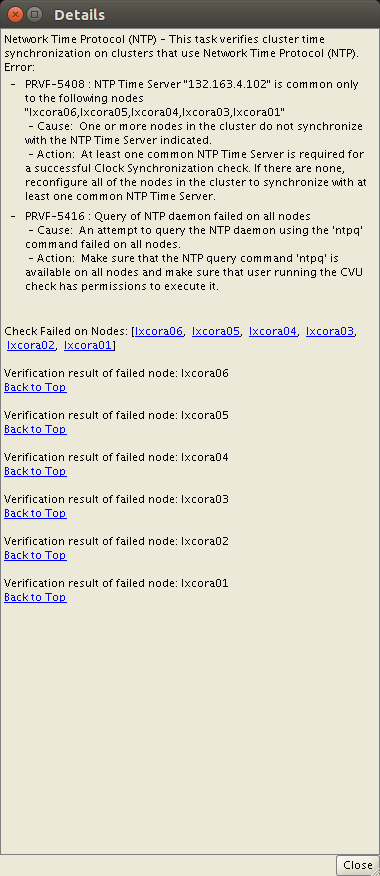 Details
Network Time Protocol (NTP) – This task verifies cluster time
synchronization on clusters that use Network Time Protocol (NTP).
Error:
- PRVF-5408 : NTP Time Server "132.163.4.102" is common only
to the following nodes
"lxcora06,lxcora05,lxcora04,lxcora03,lxcora01"
- Cause: One or more nodes in the cluster do not synchronize
with the NTP Time Server indicated.
- Action: At least one common NTP Time Server is required for
a successful Clock Synchronization check. If there are none,
reconfigure all of the nodes in the cluster to synchronize with at
least one common NTP Time Server.
- PRVF-5416 : Query of NTP daemon failed on all nodes
- Cause: An attempt to query the NTP daemon using the 'ntpq'
command failed on all nodes.
- Action: Make sure that the NTP query command 'ntpq' is
available on all nodes and make sure that user running the CVU
check has permissions to execute it.
Check Failed on Nodes: [lxcora06, lxcora05, lxcora04, lxcora03,
lxcora02, lxcora01]
Verification result of failed node: lxcora06
Back to Top
Verification result of failed node: lxcora05
Back to Top
Verification result of failed node: lxcora04
Back to Top
Verification result of failed node: lxcora03
Back to Top
Verification result of failed node: lxcora02
Back to Top
Verification result of failed node: lxcora01
Back to Top
Close